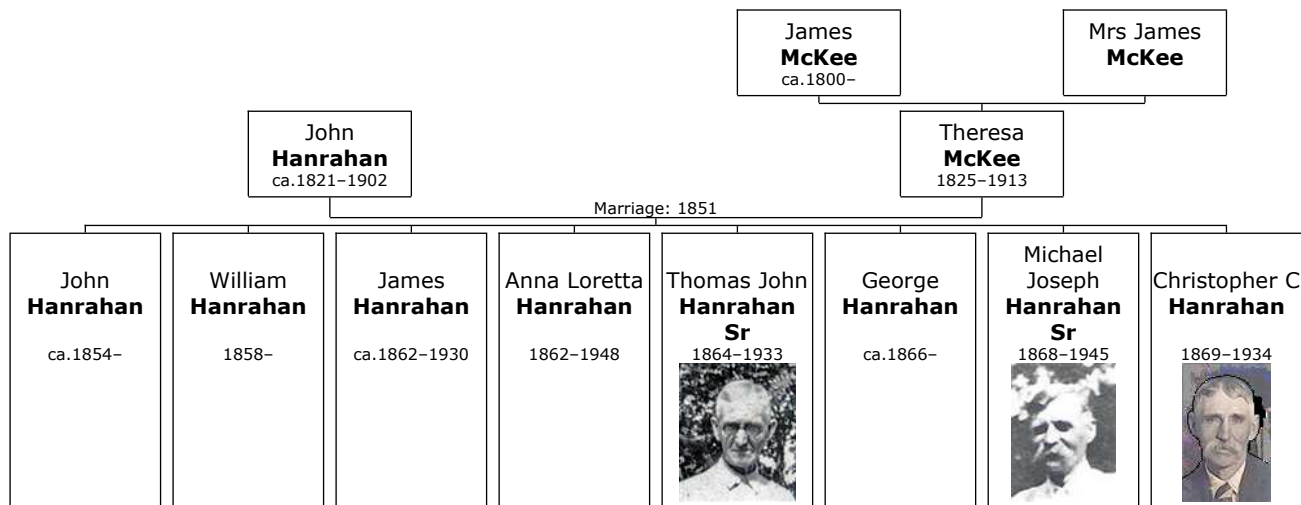 James
McKee
ca.1800–
Mrs James
McKee
John
Hanrahan
ca.1821–1902
Theresa
McKee
1825–1913
Marriage: 1851
John
Hanrahan
ca.1854–
William
Hanrahan
1858–
James
Hanrahan
ca.1862–1930
Anna Loretta
Hanrahan
1862–1948
Thomas John
Hanrahan
Sr
1864–1933
George
Hanrahan
ca.1866–
Michael
Joseph
Hanrahan
Sr
1868–1945
Christopher C
Hanrahan
1869–1934